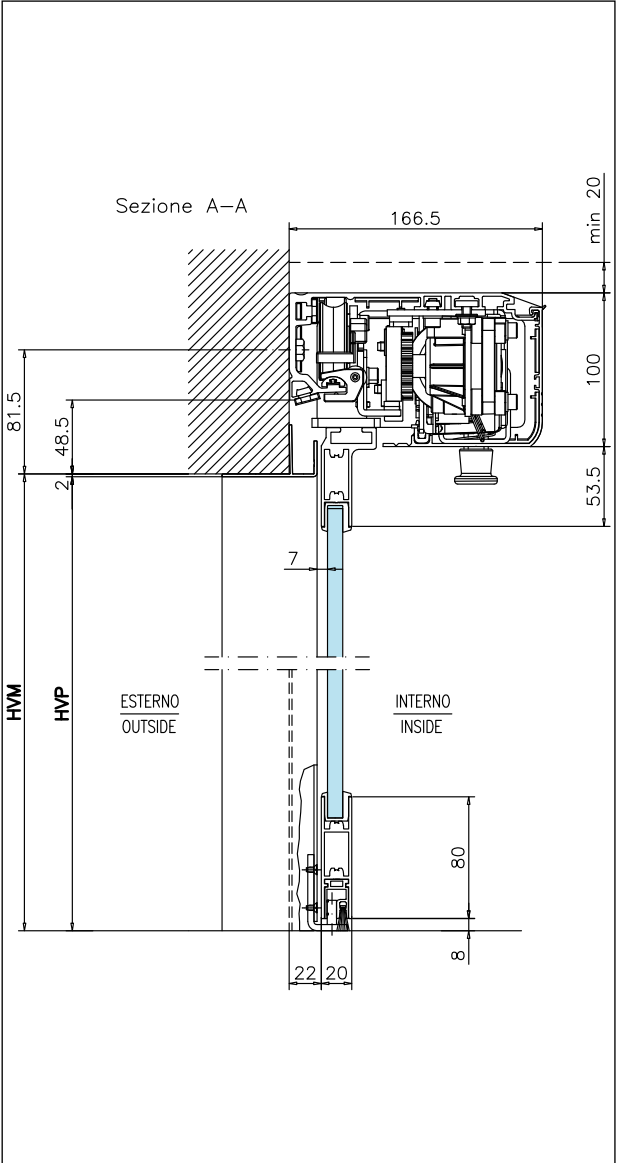 Sezione A–A
166.5
min 20
100
81.5
48.5
53.5
2
7
HVM
HVP
ESTERNO
OUTSIDE
INTERNO
INSIDE
80
8
22
20